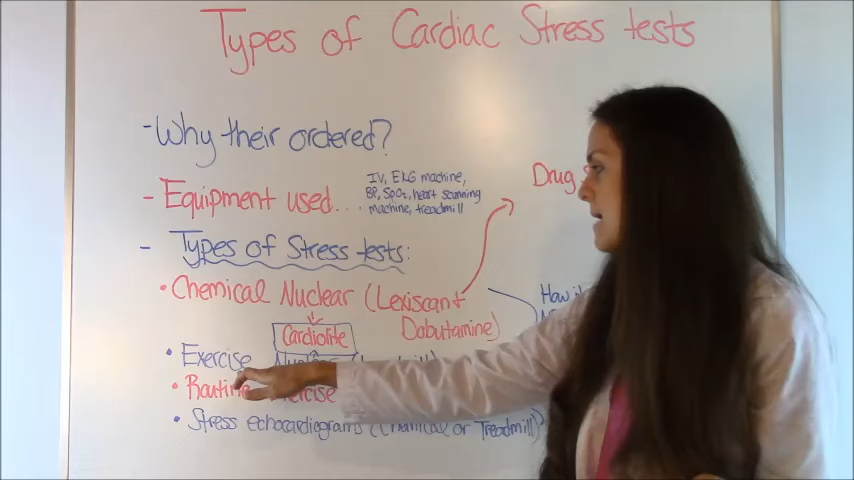 Types of Cardiac Stress tests
- Why their ordered?
- Equipment used...
IV, EKG machine,
BP, SpO2, heart scanning
machine, treadmill
Drug
- Types of Stress tests:
• Chemical Nuclear (Lexiscan +
Dobutamine)
Cardiolite
How
• Exercise
• Routine
• Stress echocardiograms (Chemical or Treadmill)